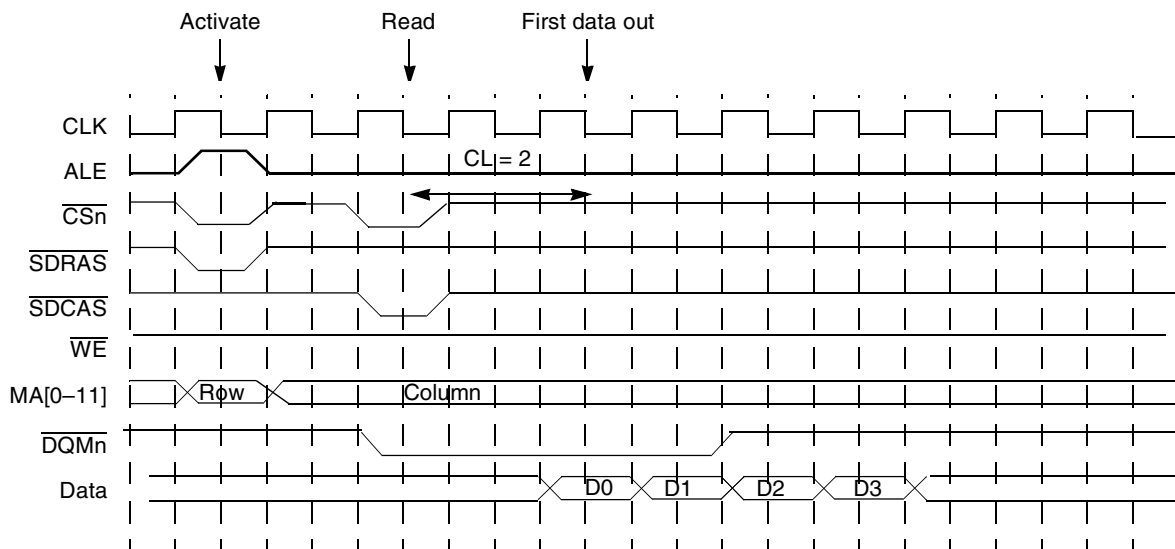 Activate Read First data out
CLK
ALE CL = 2
CSn
SDRAS
SDCAS
WE
MA[0–11] Row Column
DQMn
Data D0 D1 D2 D3